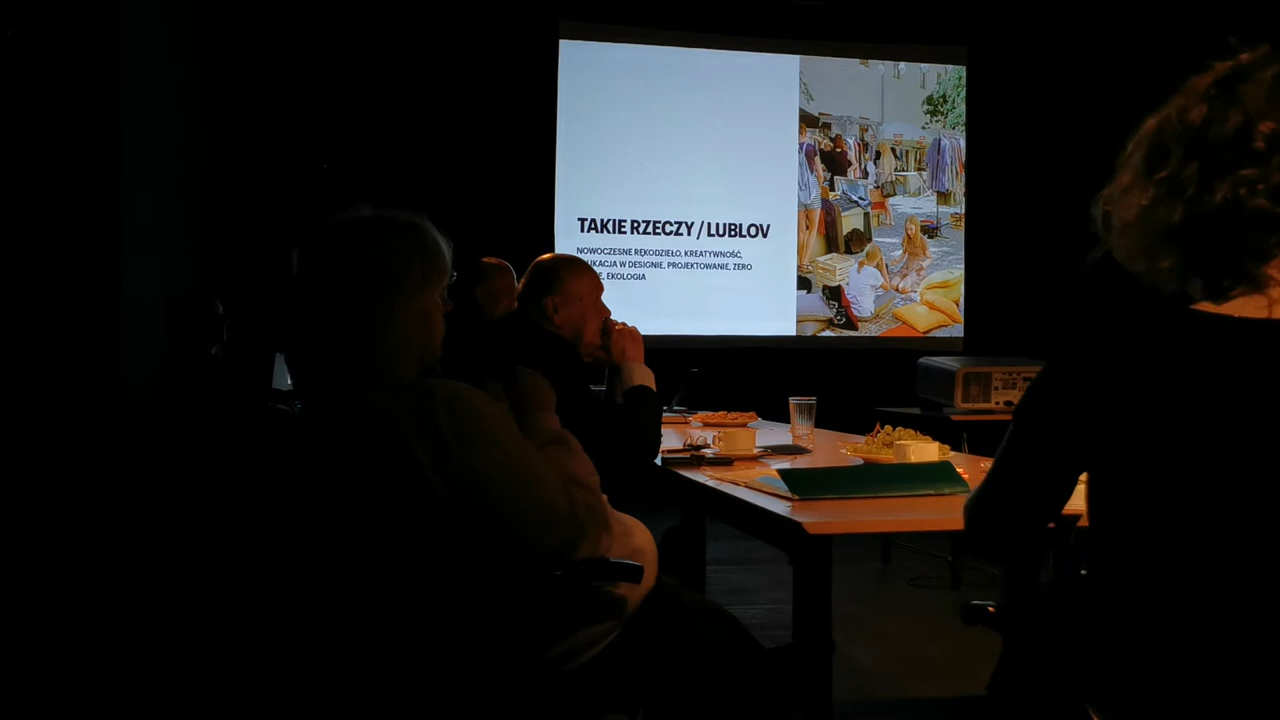 TAKIE RZECZY / LUBLOV
NOWOCZESNE RĘKODZIEŁO, KREATYWNOŚĆ,
W DESIGNIE, PROJEKTOWANIE, ZERO
EKOLOGIA